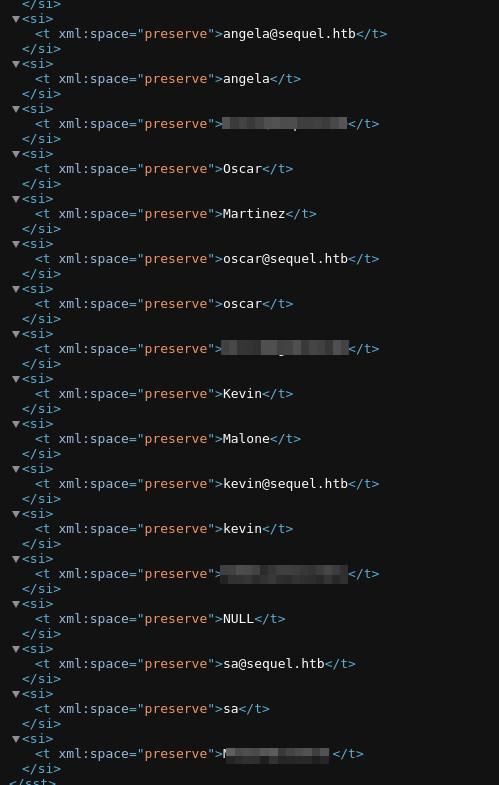 </si>
<si>
<t xml:space="preserve">angela@sequel.htb</t>
</si>
<si>
<t xml:space="preserve">angela</t>
</si>
<si>
<t xml:space="preserve"></t>
</si>
<si>
<t xml:space="preserve">Oscar</t>
</si>
<si>
<t xml:space="preserve">Martinez</t>
</si>
<si>
<t xml:space="preserve">oscar@sequel.htb</t>
</si>
<si>
<t xml:space="preserve">oscar</t>
</si>
<si>
<t xml:space="preserve"></t>
</si>
<si>
<t xml:space="preserve">Kevin</t>
</si>
<si>
<t xml:space="preserve">Malone</t>
</si>
<si>
<t xml:space="preserve">kevin@sequel.htb</t>
</si>
<si>
<t xml:space="preserve">kevin</t>
</si>
<si>
<t xml:space="preserve"></t>
</si>
<si>
<t xml:space="preserve">NULL</t>
</si>
<si>
<t xml:space="preserve">sa@sequel.htb</t>
</si>
<si>
<t xml:space="preserve">sa</t>
</si>
<si>
<t xml:space="preserve"></t>
</si>
</sst>